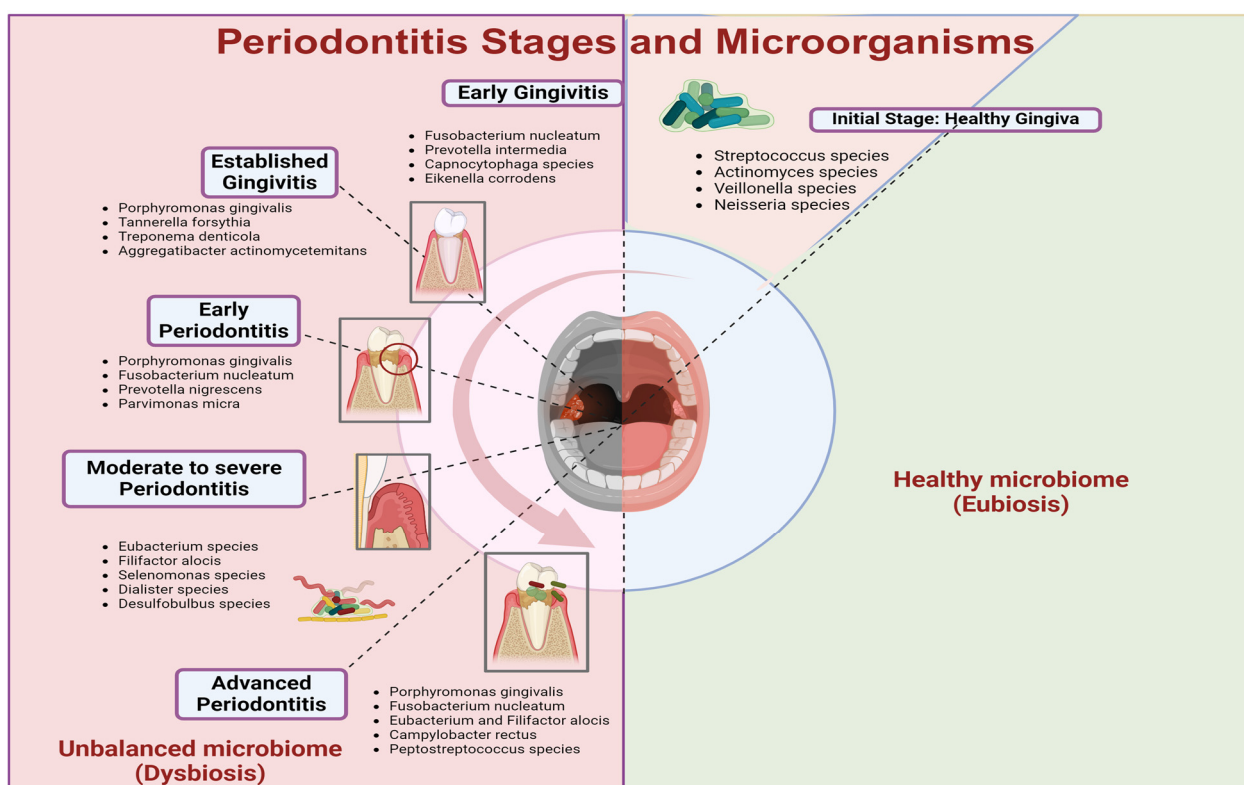 Periodontitis Stages and Microorganisms
Early Gingivitis
• Fusobacterium nucleatum
• Prevotella intermedia
• Capnocytophaga species
• Eikenella corrodens
Initial Stage: Healthy Gingiva
• Streptococcus species
• Actinomyces species
• Veillonella species
• Neisseria species
Established
Gingivitis
• Porphyromonas gingivalis
• Tannerella forsythia
• Treponema denticola
• Aggregatibacter actinomycetemitans
Early
Periodontitis
• Porphyromonas gingivalis
• Fusobacterium nucleatum
• Prevotella nigrescens
• Parvimonas micra
Moderate to severe
Periodontitis
• Eubacterium species
• Filifactor alocis
• Selenomonas species
• Dialister species
• Desulfobulbus species
Advanced
Periodontitis
• Porphyromonas gingivalis
• Fusobacterium nucleatum
• Eubacterium and Filifactor alocis
• Campylobacter rectus
• Peptostreptococcus species
Unbalanced microbiome
(Dysbiosis)
Healthy microbiome
(Eubiosis)